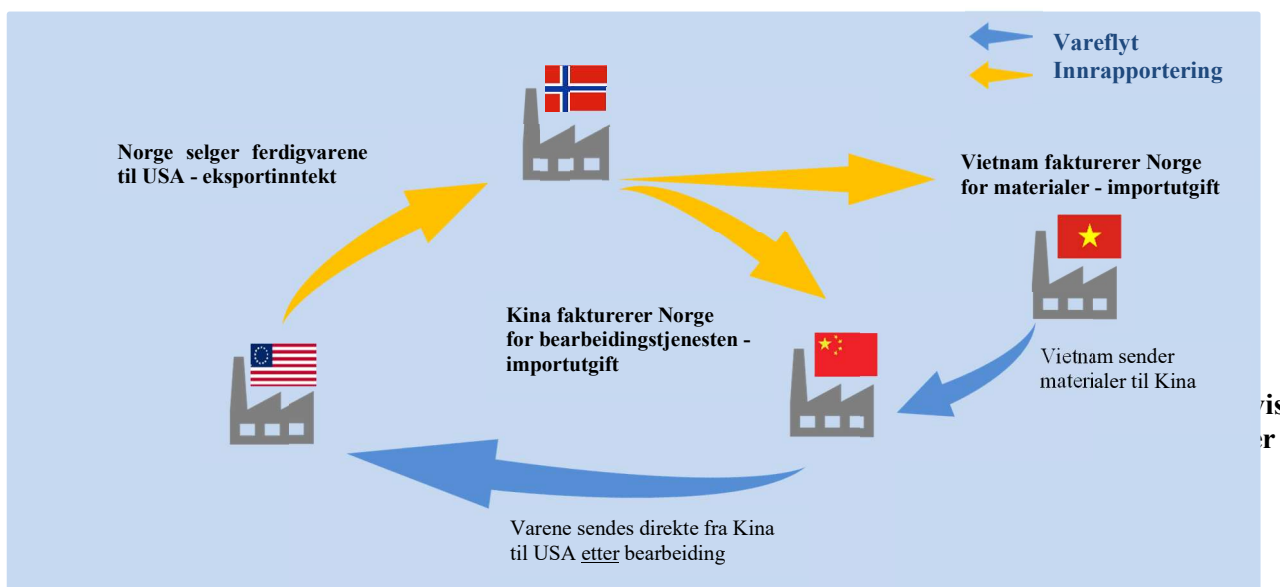 Vareflyt
Innrapportering
Norge selger ferdigvarene
til USA - eksportinntekt
Vietnam fakturerer Norge
for materialer - importutgift
Kina fakturerer Norge
for bearbeidingstjenesten -
importutgift
Vietnam sender
materialer til Kina
Varene sendes direkte fra Kina
til USA etter bearbeiding